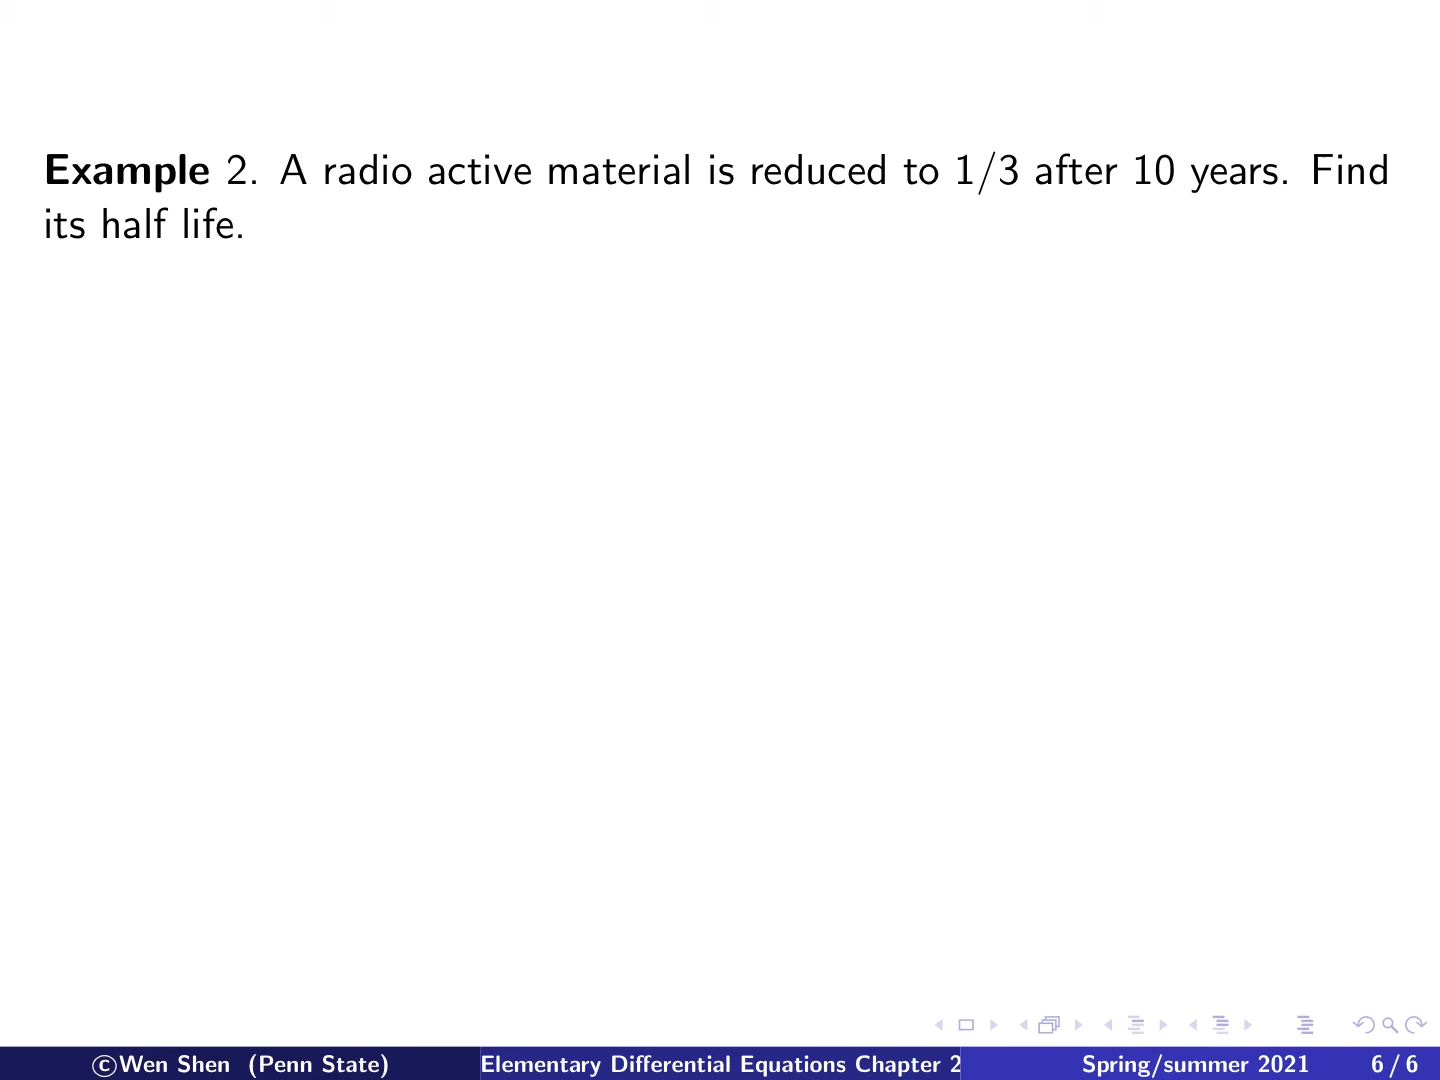 Example 2. A radio active material is reduced to 1/3 after 10 years. Find
its half life.
©Wen Shen (Penn State) Elementary Differential Equations Chapter 2 Spring/summer 2021 6 / 6